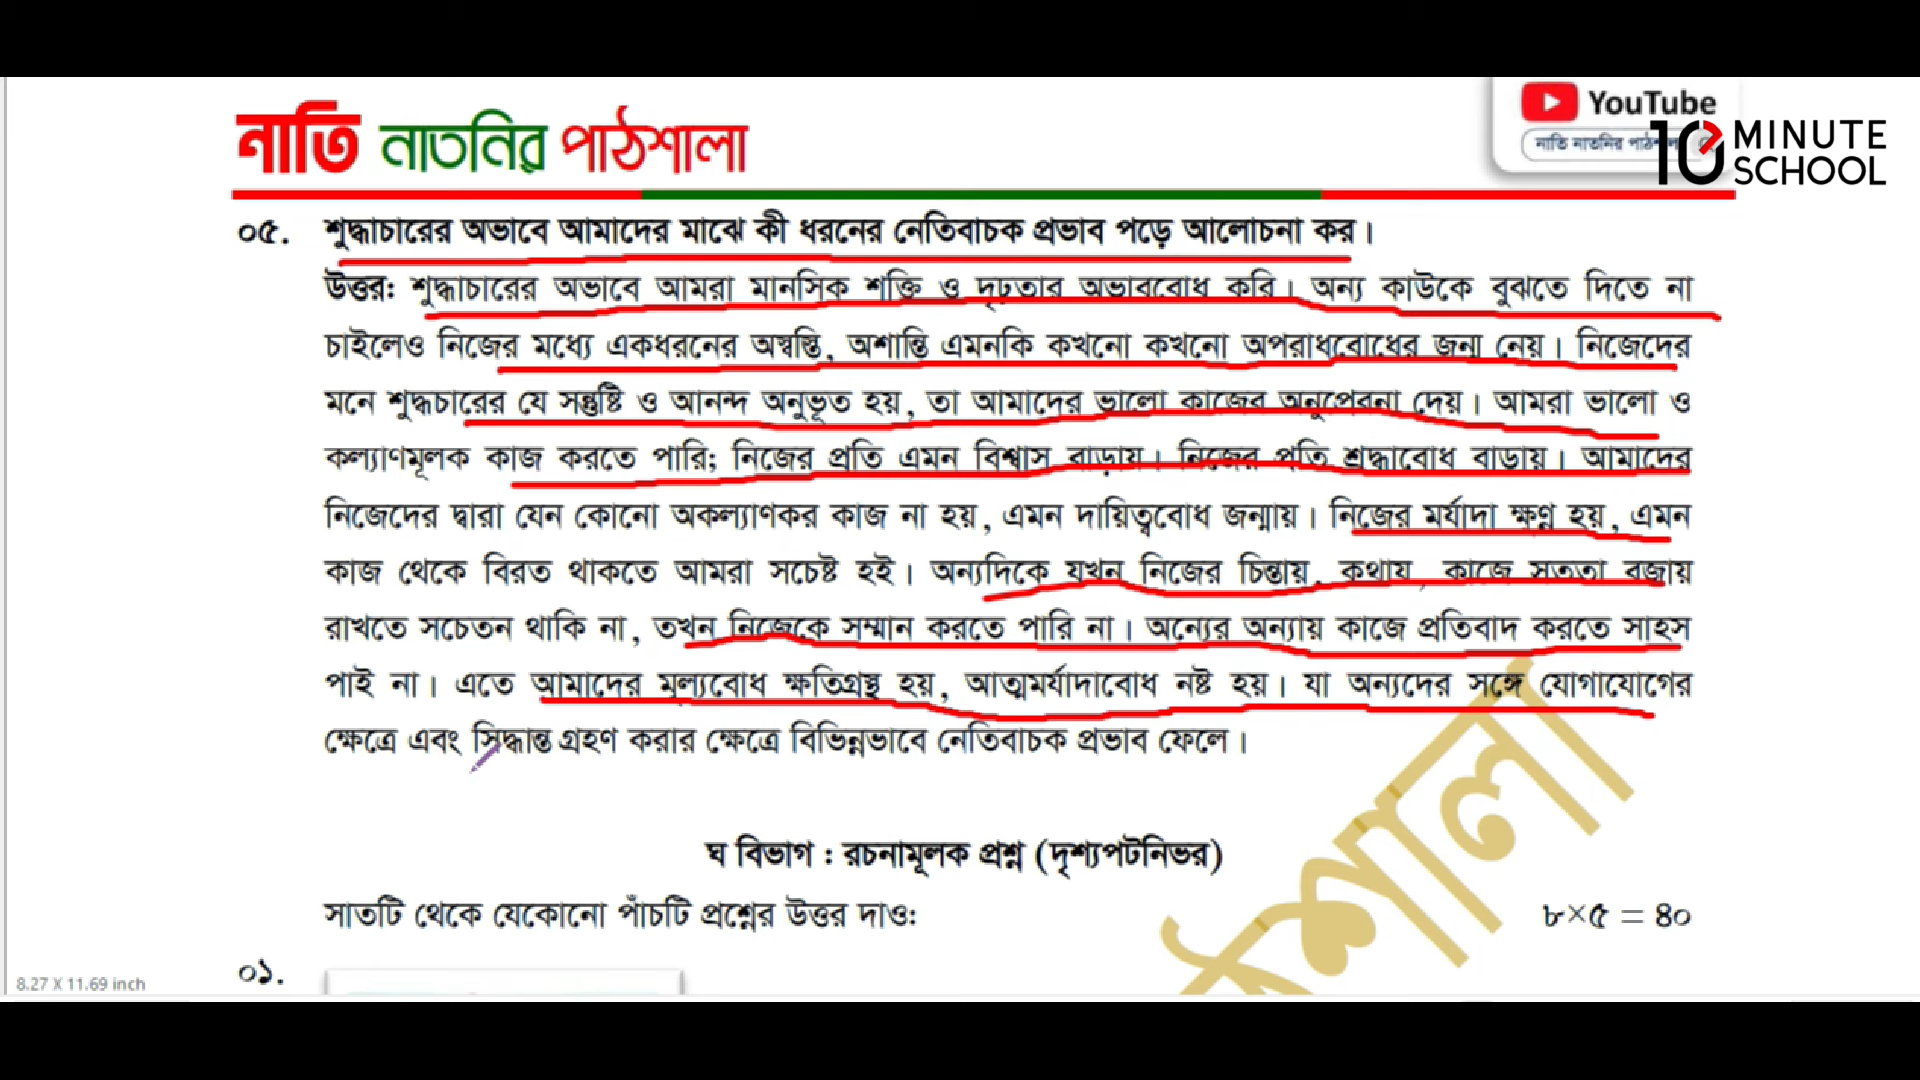 নাতি নাতনির পাঠশালা
YouTube
নাতি নাতনির
10 MINUTE SCHOOL
০৫. শুদ্ধাচারের অভাবে আমাদের মাঝে কী ধরনের নেতিবাচক প্রভাব পড়ে আলোচনা কর।
উত্তর: শুদ্ধাচারের অভাবে আমরা মানসিক শক্তি ও দৃঢ়তার অভাববোধ করি। অন্য কাউকে বুঝতে দিতে না
চাইলেও নিজের মধ্যে একধরনের অস্বস্তি, অশান্তি এমনকি কখনো কখনো অপরাধবোধের জন্ম নেয়। নিজেদের
মনে শুদ্ধচারের যে সন্তুষ্টি ও আনন্দ অনুভূত হয়, তা আমাদের ভালো কাজের অনুপ্রেরনা দেয়। আমরা ভালো ও
কল্যাণমূলক কাজ করতে পারি; নিজের প্রতি এমন বিশ্বাস বাড়ায়। নিজের প্রতি শ্রদ্ধাবোধ বাড়ায়। আমাদের
নিজেদের দ্বারা যেন কোনো অকল্যাণকর কাজ না হয়, এমন দায়িত্ববোধ জন্মায়। নিজের মর্যাদা ক্ষুণ্ন হয়, এমন
কাজ থেকে বিরত থাকতে আমরা সচেষ্ট হই। অন্যদিকে যখন নিজের চিন্তায়, কথায়, কাজে সততা বজায়
রাখতে সচেতন থাকি না, তখন নিজেকে সম্মান করতে পারি না। অন্যের অন্যায় কাজে প্রতিবাদ করতে সাহস
পাই না। এতে আমাদের মূল্যবোধ ক্ষতিগ্রস্থ হয়, আত্মমর্যাদাবোধ নষ্ট হয়। যা অন্যদের সঙ্গে যোগাযোগের
ক্ষেত্রে এবং সিদ্ধান্ত গ্রহণ করার ক্ষেত্রে বিভিন্নভাবে নেতিবাচক প্রভাব ফেলে।
ঘ বিভাগ : রচনামূলক প্রশ্ন (দৃশ্যপটনিভর)
সাতটি থেকে যেকোনো পাঁচটি প্রশ্নের উত্তর দাও: ৮×৫ = ৪০
০১.
8.27 X 11.69 inch